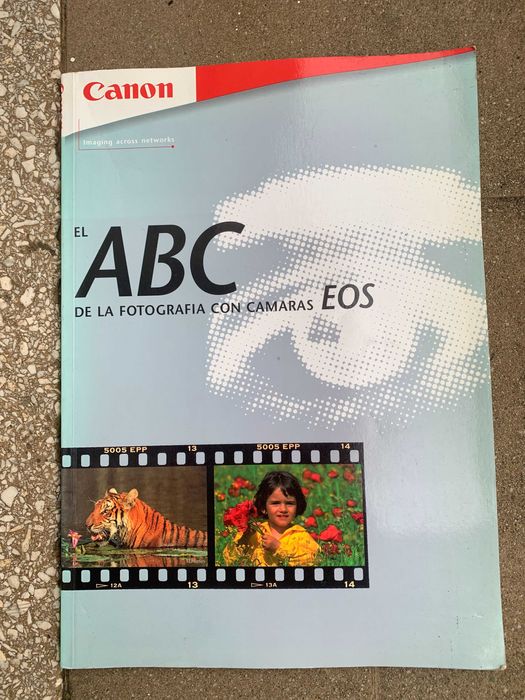 Canon
Imaging across networks
EL
ABC
DE LA FOTOGRAFIA CON CAMARAS EOS
5005 EPP 13 5005 EPP 14
12A 13 13A 14